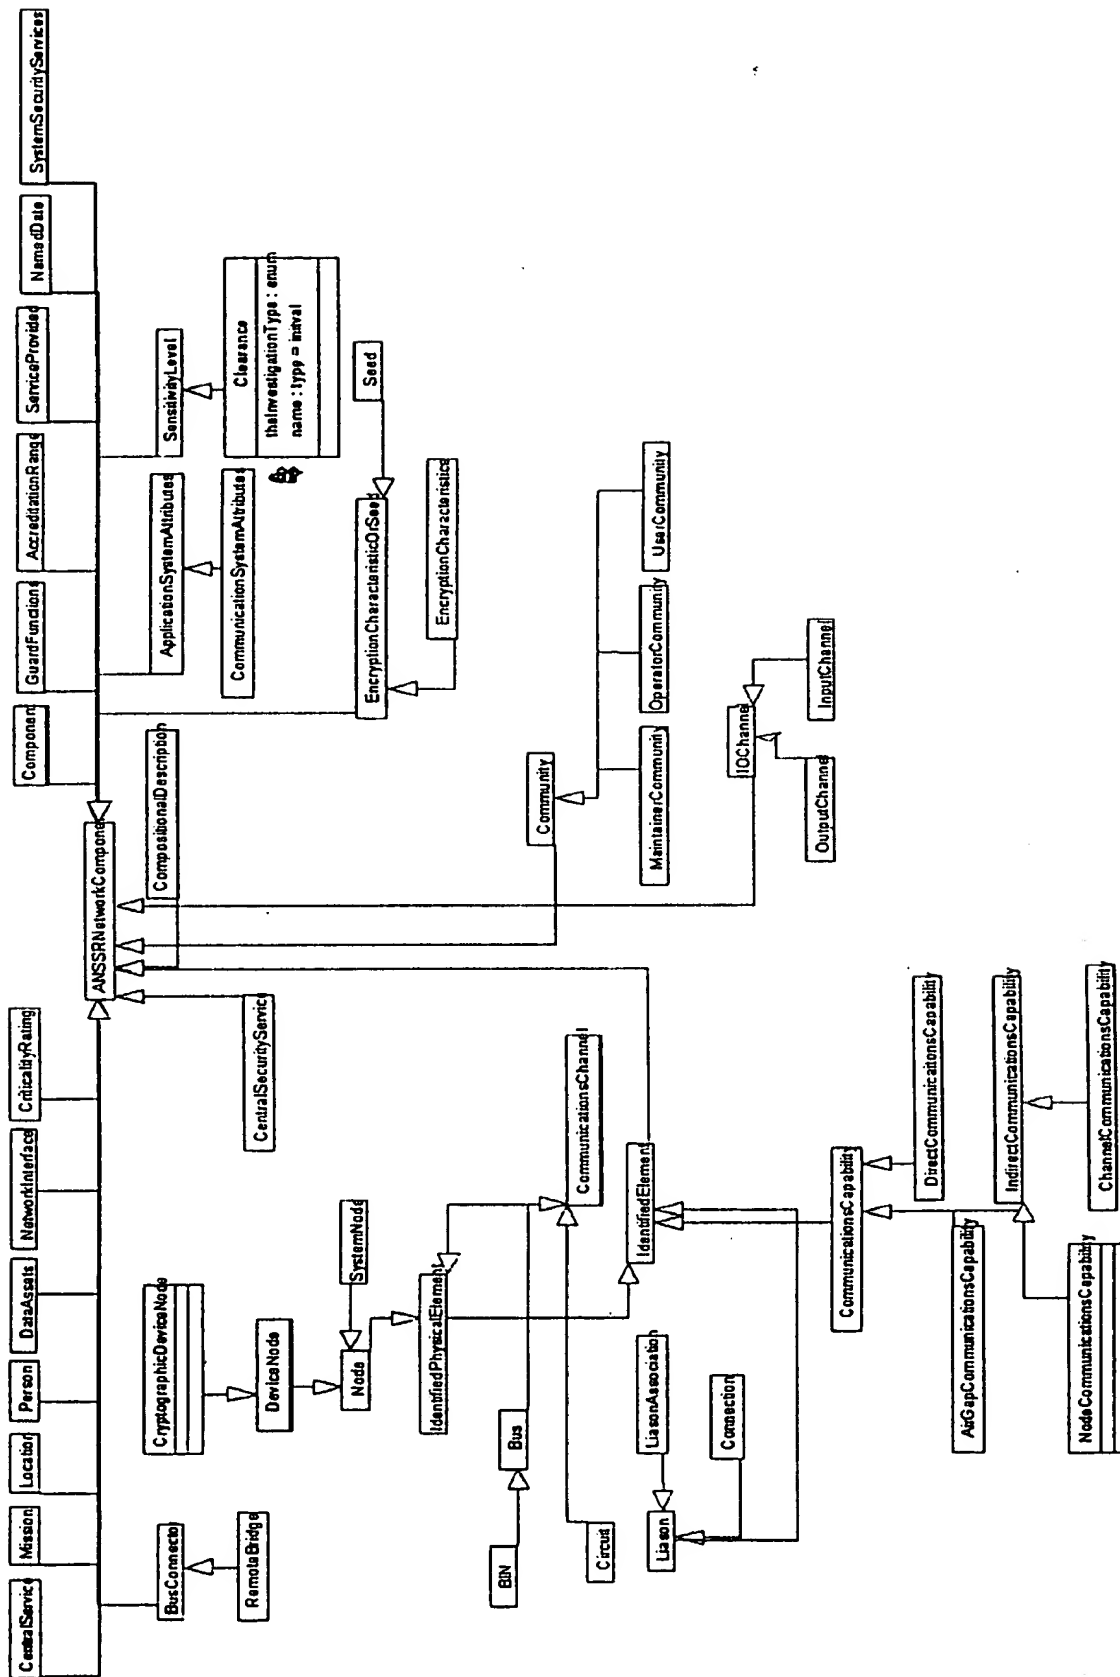 CentralService
Mission
Location
Person
DataAssets
NetworkInterface
CriticalityRating
Component
GuardFunctions
AccreditationRange
ServiceProvided
NamedDate
SystemSecurityServices
ANSSRNetworkComponent
BusConnector
RemoteBridge
CryptographicDeviceNode
DeviceNode
SystemNode
Node
CentralSecurityService
CompositionalDescription
ApplicationSystemAttributes
CommunicationSystemAttributes
SensitivityLevel
Clearance
theInvestigationType : enum
name : type = initval
EncryptionCharacteristicOrSeed
Seed
EncryptionCharacteristics
IdentifiedPhysicalElement
BIN
Bus
Circuit
CommunicationsChannel
Community
MaintainerCommunity
OperatorCommunity
UserCommunity
IdentifiedElement
LiasonAssociation
Liason
Connection
IOChannel
OutputChannel
InputChannel
CommunicationsCapability
DirectCommunicaitonsCapability
AirGapCommunicationsCapability
IndirectCommunicationsCapability
NodeCommunicationsCapability
ChannelCommunicationsCapability